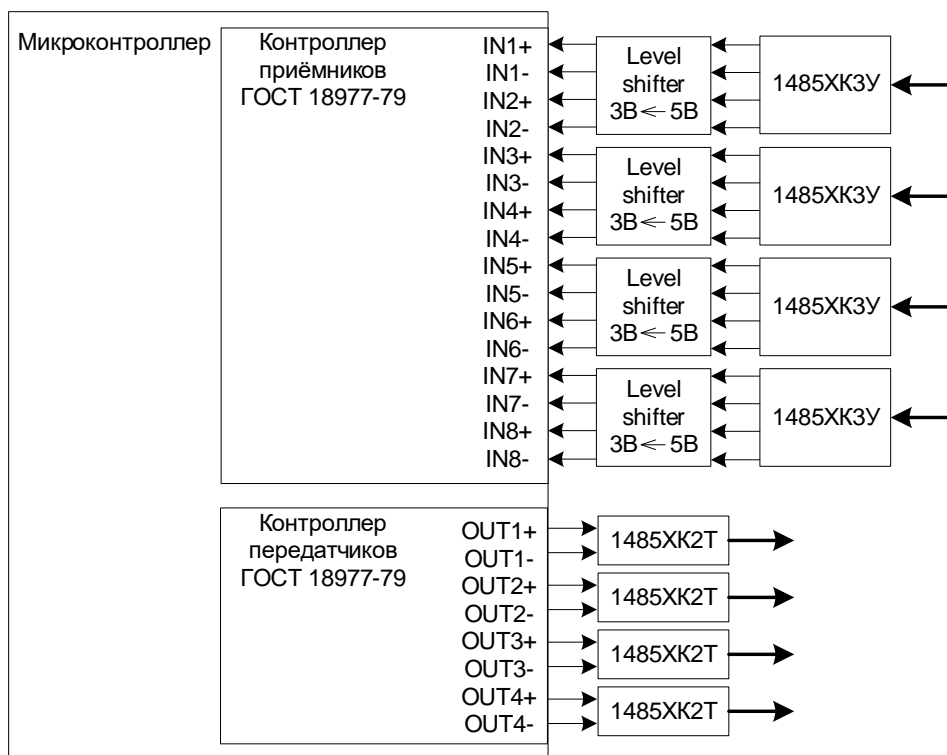 Микроконтроллер
Контроллер
приёмников
ГОСТ 18977-79
IN1+
IN1-
IN2+
IN2-
IN3+
IN3-
IN4+
IN4-
IN5+
IN5-
IN6+
IN6-
IN7+
IN7-
IN8+
IN8-
Level
shifter
3В ← 5В
1485ХК3У
Level
shifter
3В ← 5В
1485ХК3У
Level
shifter
3В ← 5В
1485ХК3У
Level
shifter
3В ← 5В
1485ХК3У
Контроллер
передатчиков
ГОСТ 18977-79
OUT1+
OUT1-
OUT2+
OUT2-
OUT3+
OUT3-
OUT4+
OUT4-
1485ХК2Т
1485ХК2Т
1485ХК2Т
1485ХК2Т